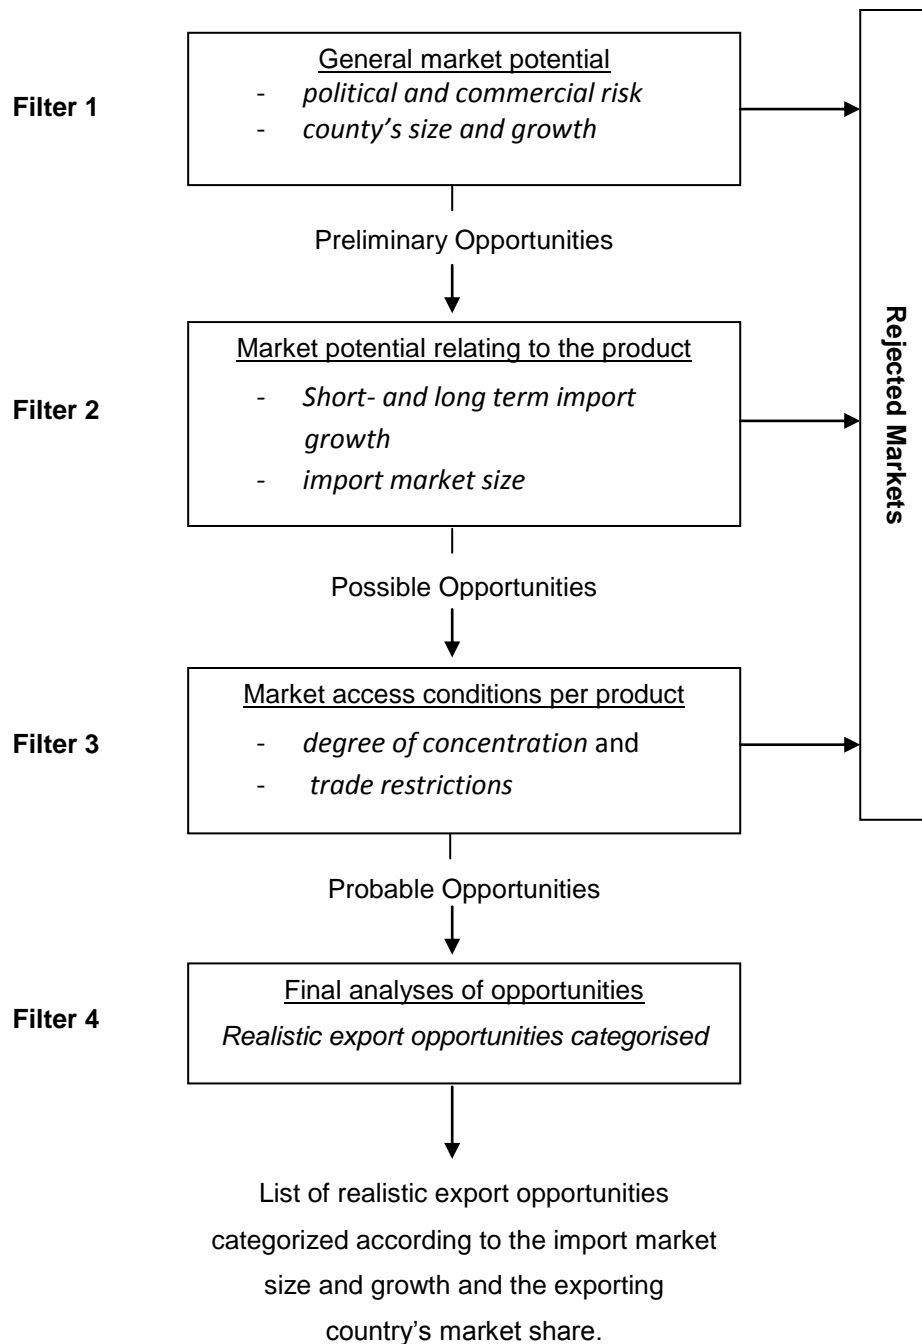 General market potential
- political and commercial risk
- county's size and growth
Filter 1
Preliminary Opportunities
Market potential relating to the product
- Short- and long term import
growth
- import market size
Filter 2
Rejected Markets
Possible Opportunities
Market access conditions per product
- degree of concentration and
- trade restrictions
Filter 3
Probable Opportunities
Final analyses of opportunities
Realistic export opportunities categorised
Filter 4
List of realistic export opportunities
categorized according to the import market
size and growth and the exporting
country's market share.